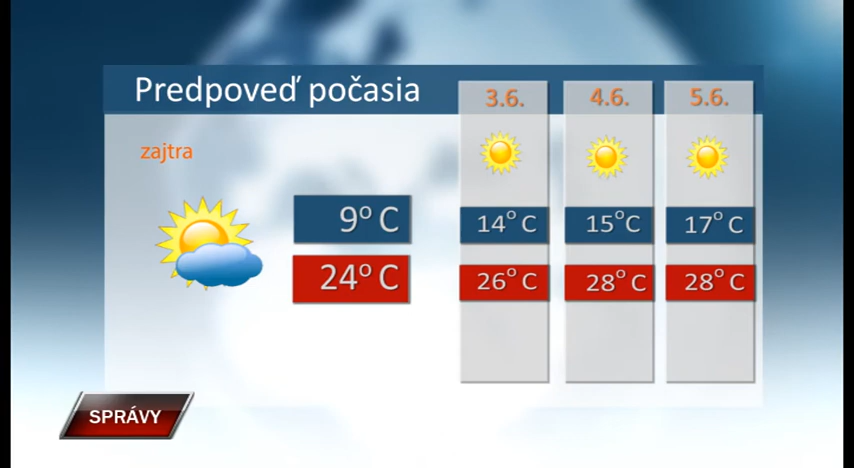 Predpoveď počasia
zajtra
9° C
24° C
3.6.
14° C
26° C
4.6.
15°C
28° C
5.6.
17° C
28° C
SPRÁVY